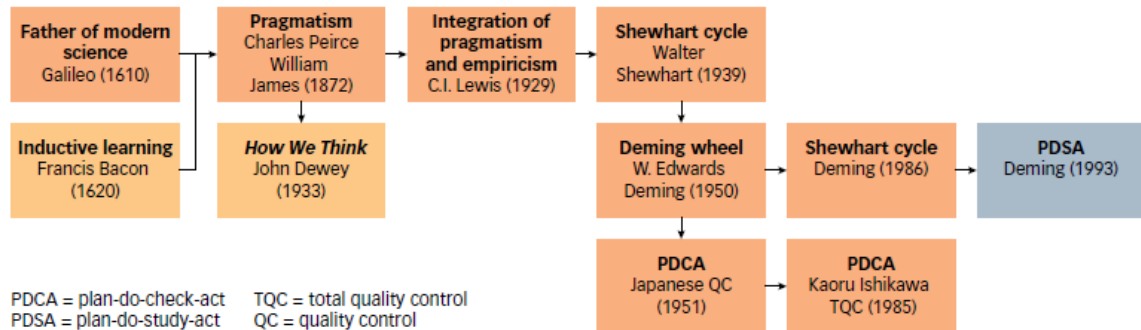 Father of modern
science
Galileo (1610)
Pragmatism
Charles Peirce
William
James (1872)
Integration of
pragmatism
and empiricism
C.I. Lewis (1929)
Shewhart cycle
Walter
Shewhart (1939)
Inductive learning
Francis Bacon
(1620)
How We Think
John Dewey
(1933)
Deming wheel
W. Edwards
Deming (1950)
Shewhart cycle
Deming (1986)
PDSA
Deming (1993)
PDCA
Japanese QC
(1951)
PDCA
Kaoru Ishikawa
TQC (1985)
PDCA = plan-do-check-act TQC = total quality control
PDSA = plan-do-study-act QC = quality control